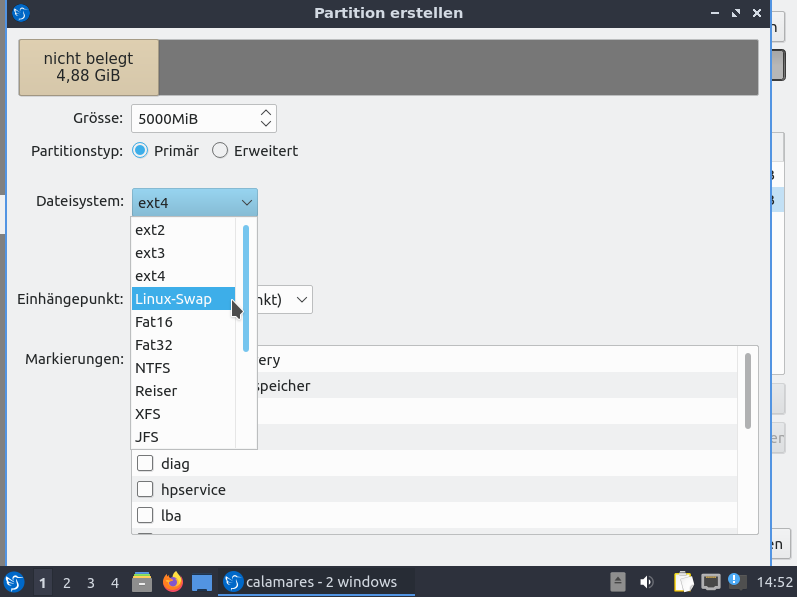 Partition erstellen
nicht belegt
4,88 GiB
Grösse: 5000MiB
Partitionstyp: Primär Erweitert
Dateisystem: ext4
ext2
ext3
ext4
Einhängepunkt: Linux-Swap nkt)
Fat16
Fat32
Markierungen: ery
NTFS
speicher
Reiser
XFS
JFS
diag
hpservice
lba
en
1 2 3 4 calamares - 2 windows 14:52